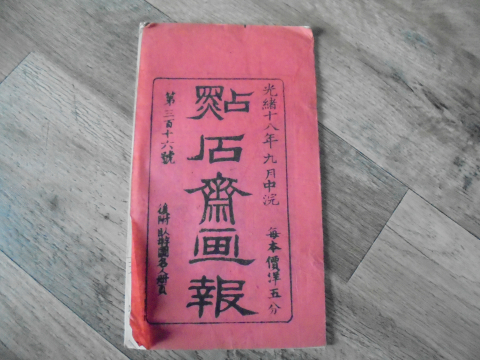 光緒十八年九月中浣 每本價洋五分
點石齋画報
第三百十六號